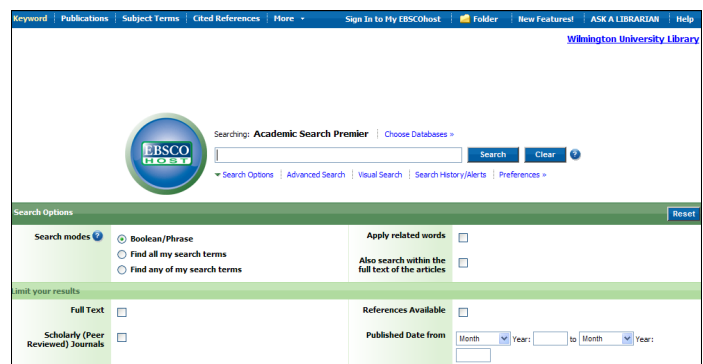 Keyword Publications Subject Terms Cited References More Sign In to My EBSCOhost Folder New Features! ASK A LIBRARIAN Help
Wilmington University Library
Searching: Academic Search Premier Choose Databases »
EBSCO
HOST
Search Clear ?
Search Options Advanced Search Visual Search Search History/Alerts Preferences »
Search Options Reset
Search modes ? Boolean/Phrase Apply related words
Find all my search terms
Find any of my search terms
Also search within the
full text of the articles
Limit your results
Full Text References Available
Scholarly (Peer
Reviewed) Journals
Published Date from Month Year: to Month Year: